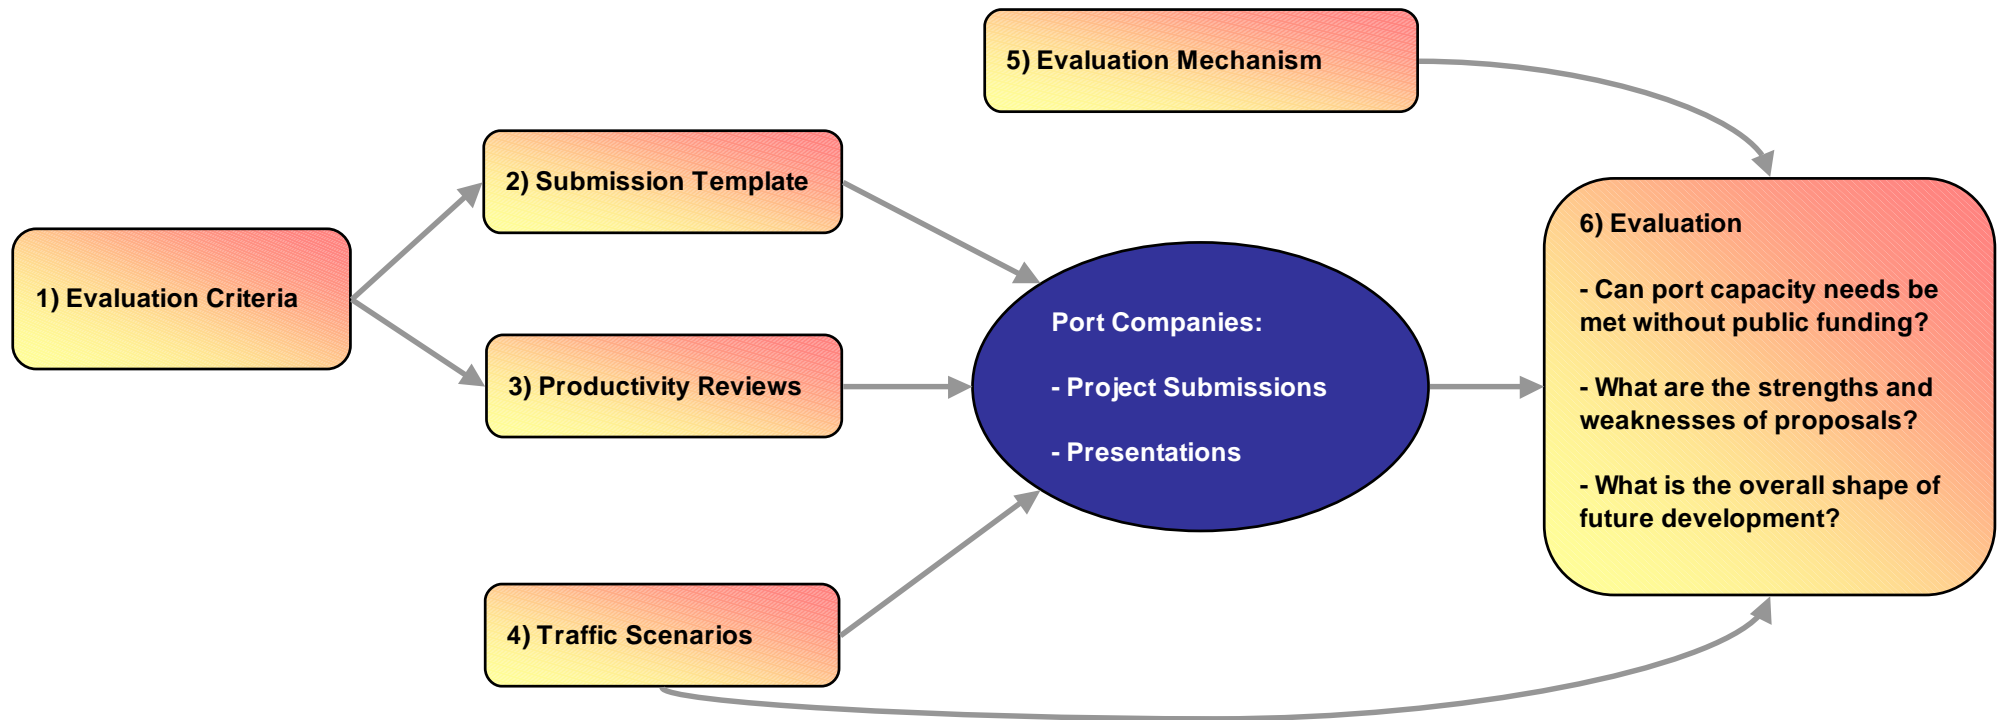 5) Evaluation Mechanism
2) Submission Template
1) Evaluation Criteria
3) Productivity Reviews
4) Traffic Scenarios
Port Companies:
- Project Submissions
- Presentations
6) Evaluation
- Can port capacity needs be
met without public funding?
- What are the strengths and
weaknesses of proposals?
- What is the overall shape of
future development?